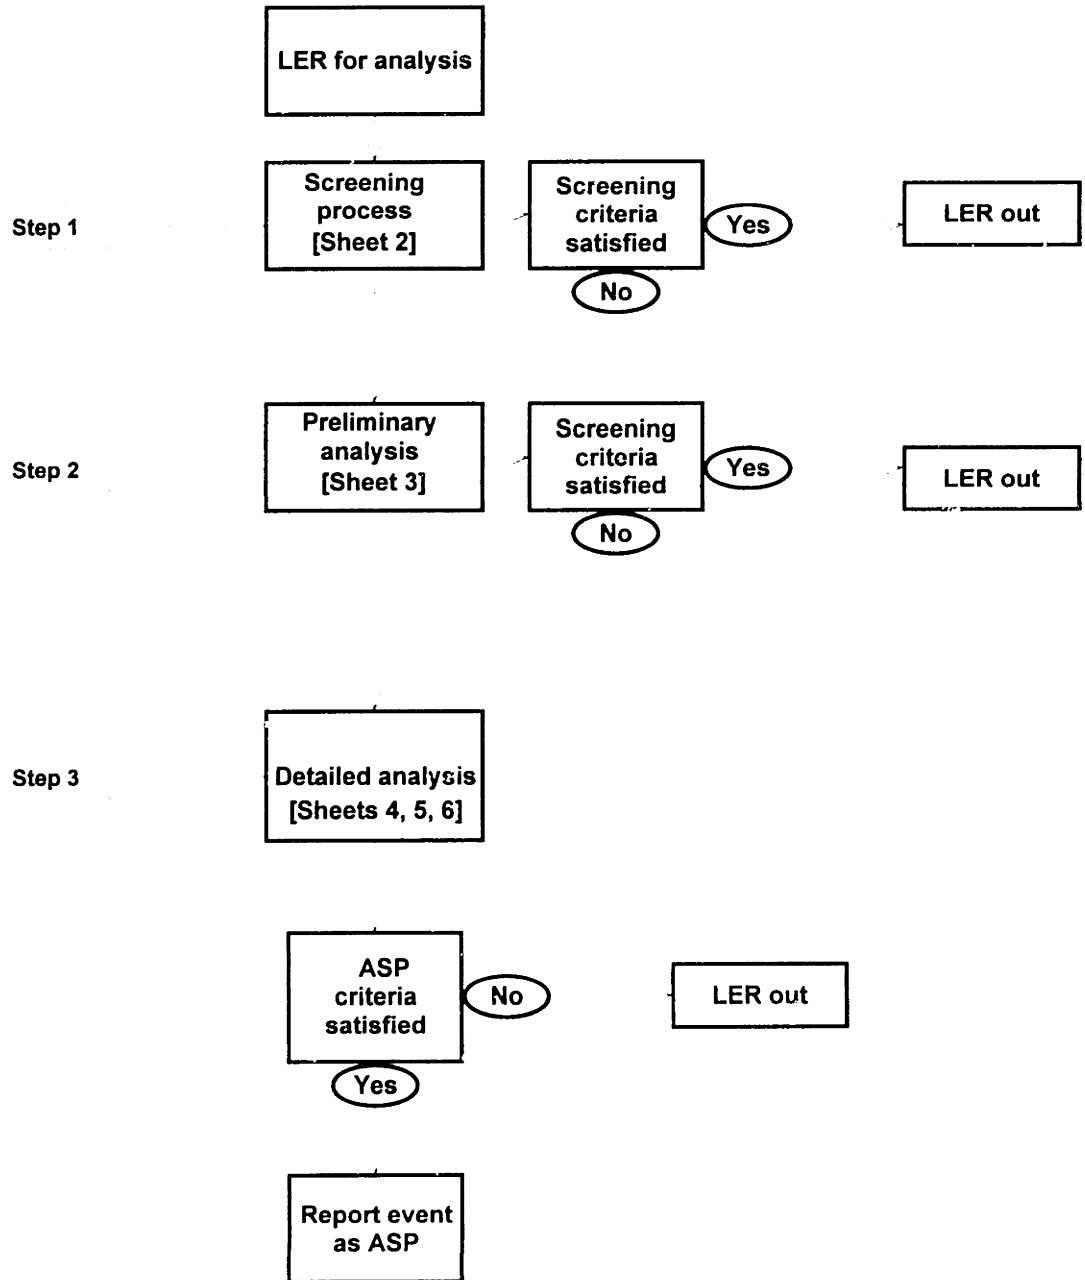 LER for analysis
Step 1
Screening
process
[Sheet 2]
Screening
criteria
satisfied
Yes
No
LER out
Step 2
Preliminary
analysis
[Sheet 3]
Screening
criteria
satisfied
Yes
No
LER out
Step 3
Detailed analysis
[Sheets 4, 5, 6]
ASP
criteria
satisfied
No
Yes
LER out
Report event
as ASP